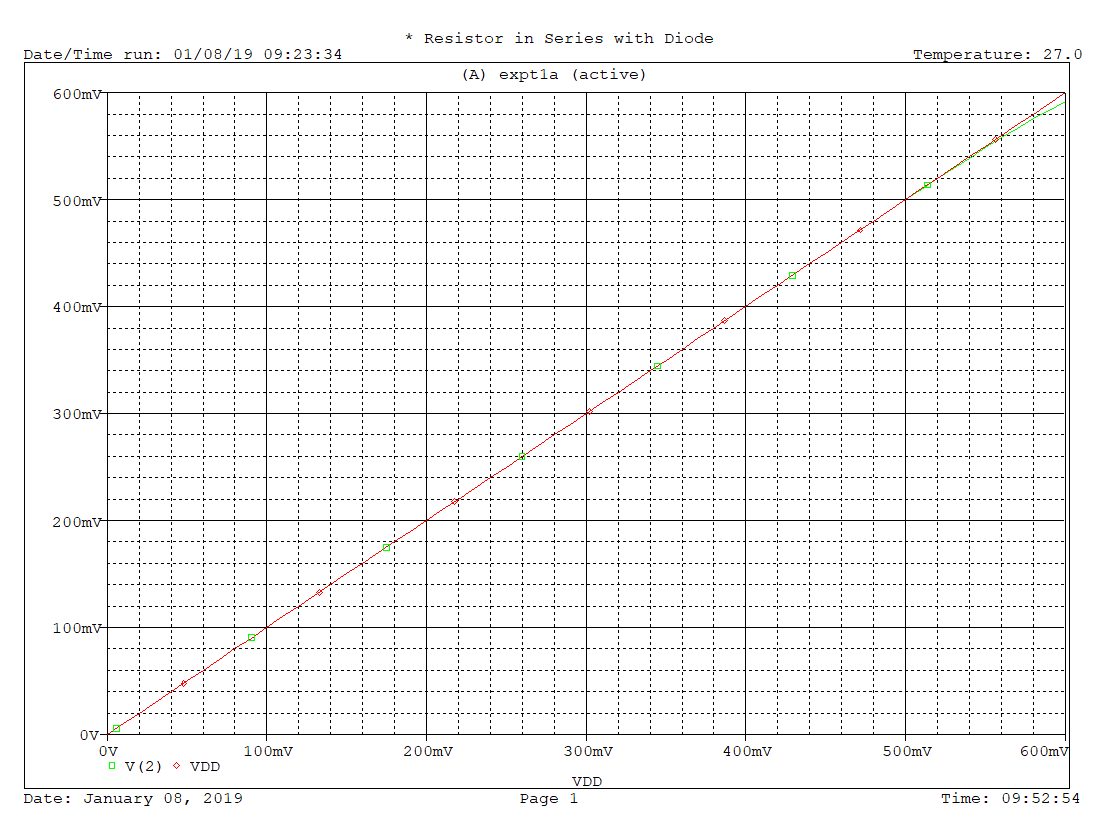 * Resistor in Series with Diode
Date/Time run: 01/08/19 09:23:34 Temperature: 27.0
(A) expt1a (active)
600mV
500mV
400mV
300mV
200mV
100mV
0V
0V 100mV 200mV 300mV 400mV 500mV 600mV
V(2) VDD
VDD
Date: January 08, 2019 Page 1 Time: 09:52:54